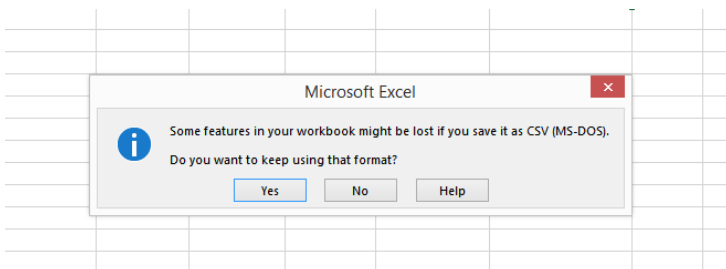 Microsoft Excel
Some features in your workbook might be lost if you save it as CSV (MS-DOS).
Do you want to keep using that format?
Yes No Help